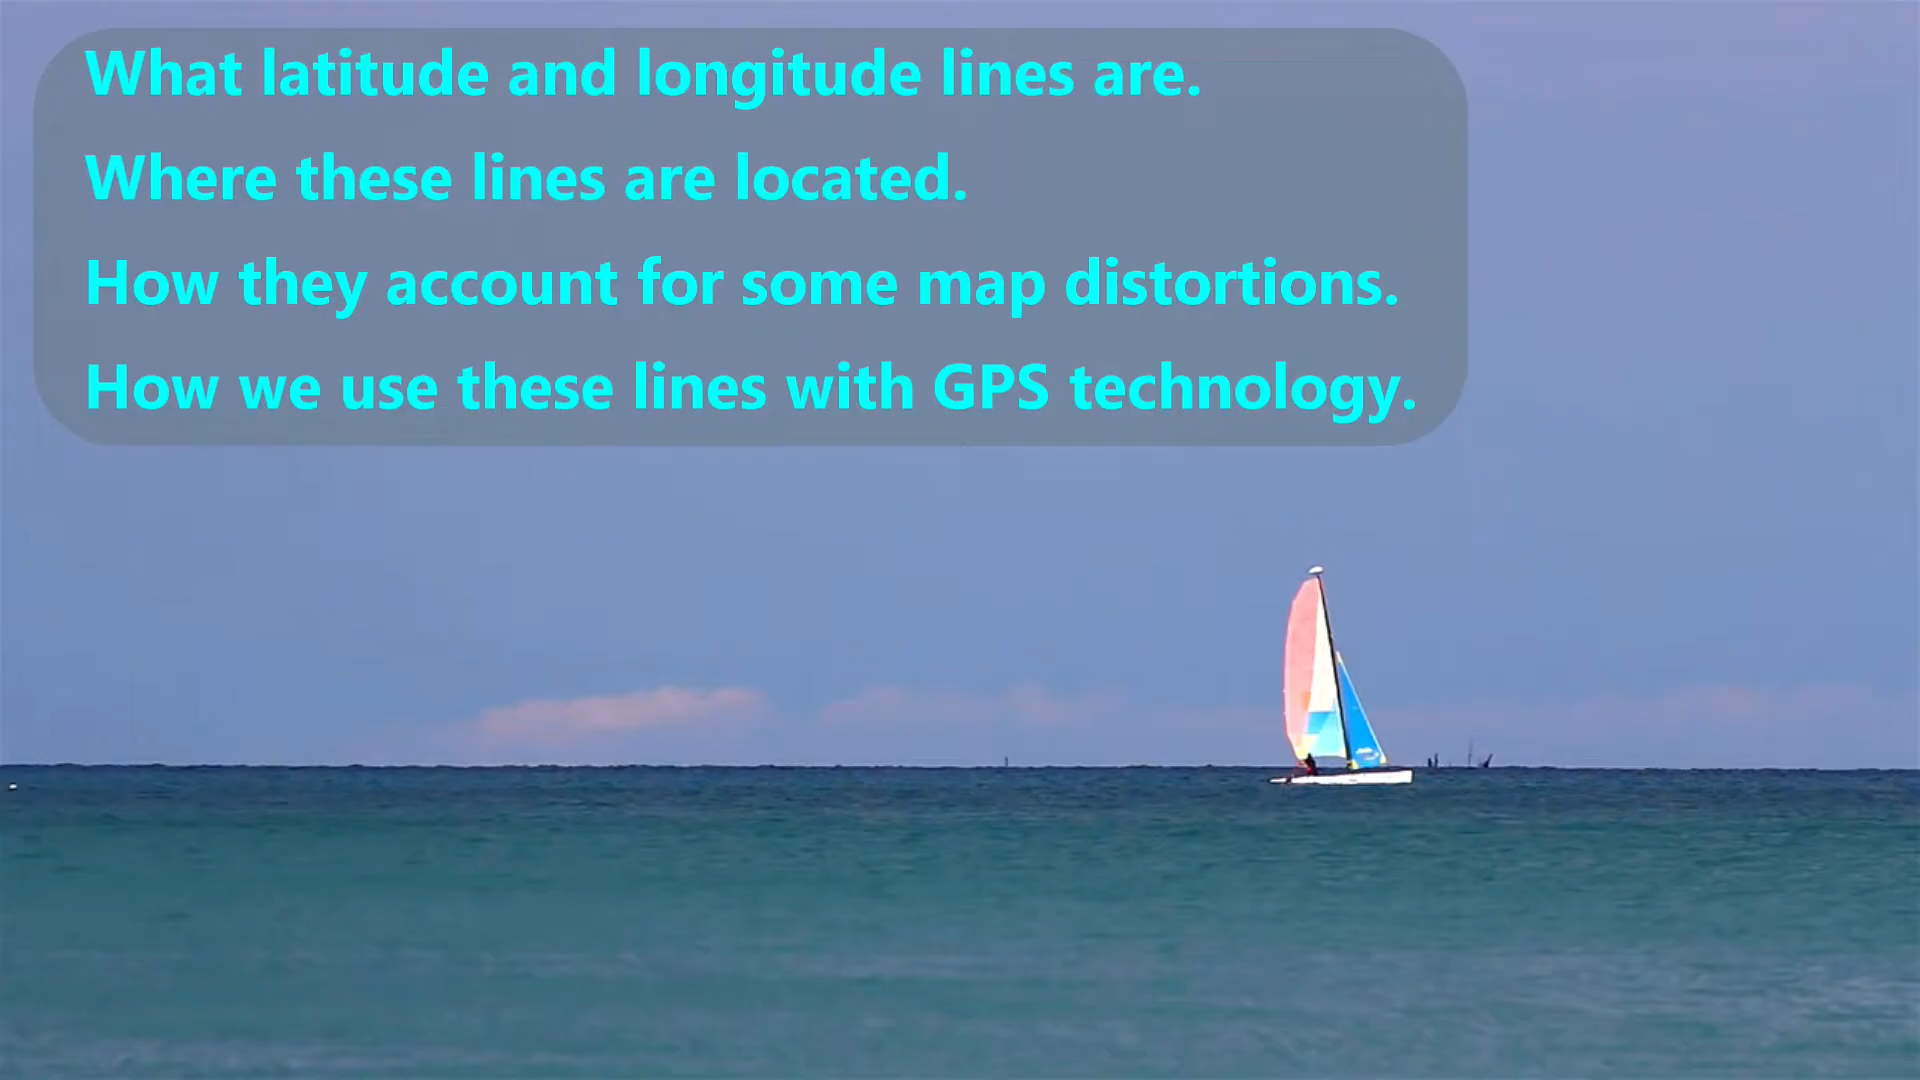 What latitude and longitude lines are.
Where these lines are located.
How they account for some map distortions.
How we use these lines with GPS technology.